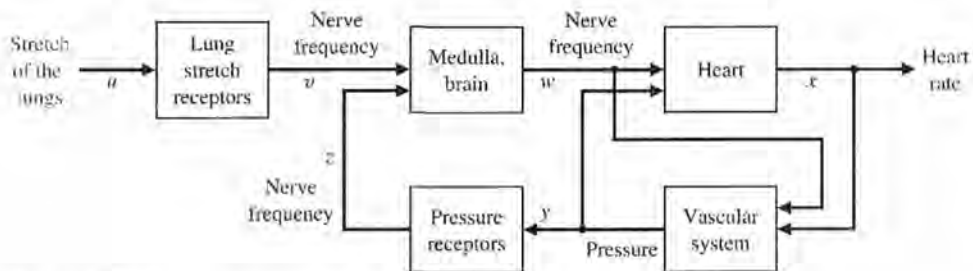 Stretch
of the
lungs
a
Lung
stretch
receptors
Nerve
frequency
v
Medulla,
brain
Nerve
frequency
w
Heart
x
Heart
rate
z
Nerve
frequency
Pressure
receptors
y
Pressure
Vascular
system